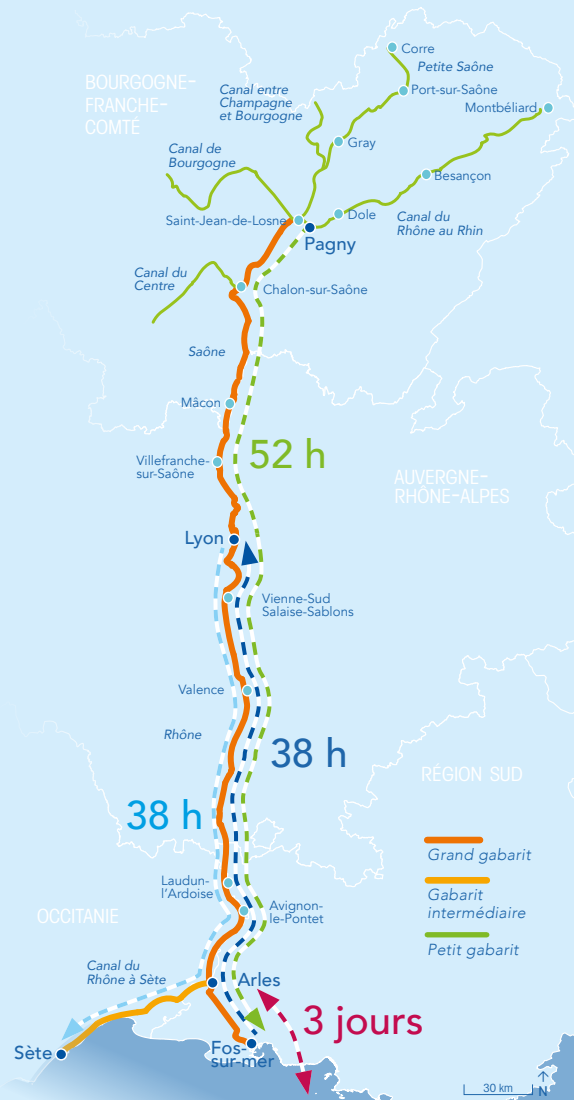 Corre
Petite Saône
BOURGOGNE-
FRANCHE-
COMTÉ
Canal entre
Champagne
et Bourgogne
Port-sur-Saône
Montbéliard
Gray
Canal de
Bourgogne
Besançon
Saint-Jean-de-Losne
Dole
Canal du
Rhône au Rhin
Pagny
Canal du
Centre
Chalon-sur-Saône
Saône
Mâcon
52 h
Villefranche-
sur-Saône
AUVERGNE-
RHÔNE-ALPES
Lyon
Vienne-Sud
Salaise-Sablons
Valence
Rhône
38 h
RÉGION SUD
38 h
Grand gabarit
Gabarit
intermédiaire
Petit gabarit
Laudun-
l'Ardoise
Avignon-
le-Pontet
OCCITANIE
Canal du
Rhône à Sète
Arles
3 jours
Sète
Fos-
sur-mer
30 km
N